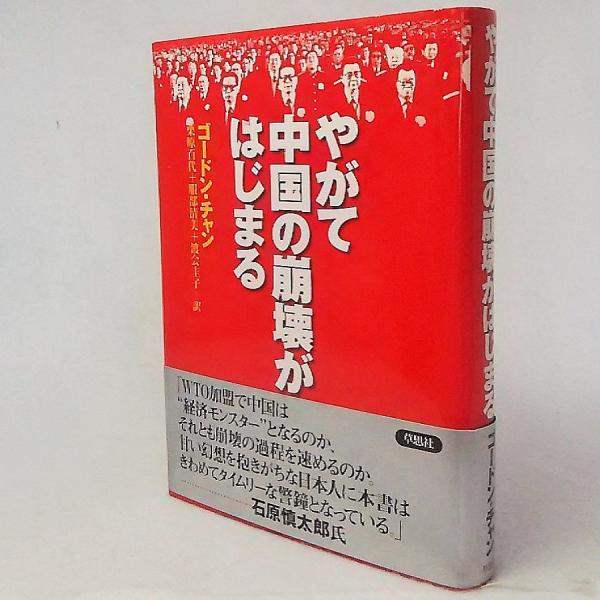 やがて
中国の崩壊が
はじまる
ゴードン・チャン
栗原百代+服部清美+渡会圭子 訳
「WTO加盟で中国は
“経済モンスター”となるのか、
それとも崩壊の過程を速めるのか。
甘い幻想を抱きがちな日本人に本書は
きわめてタイムリーな警鐘となっている。」
石原慎太郎氏
草思社
やがて中国の崩壊がはじまる
ゴードン・チャン